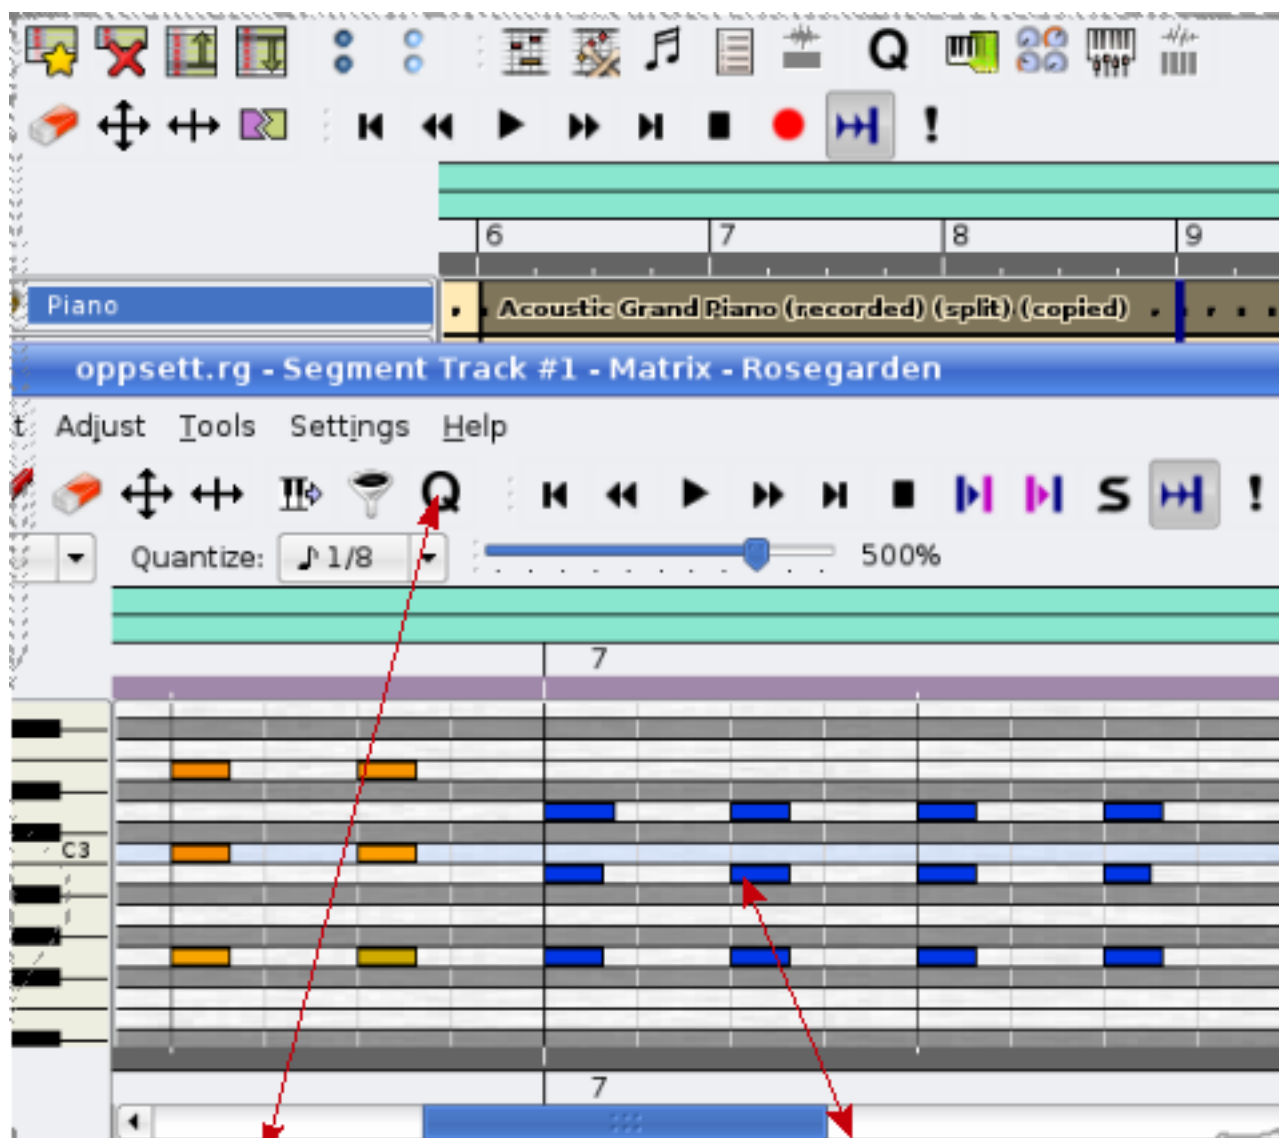 Q
!
6 7 8 9
Piano
Acoustic Grand Piano (recorded) (split) (copied)
oppsett.rg - Segment Track #1 - Matrix - Rosegarden
t Adjust Tools Settings Help
Q S !
Quantize: ♪ 1/8 500%
7
C3
7